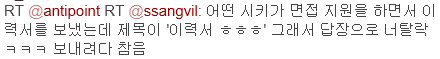 RT @antipoint RT @ssangvil: 어떤 시키가 면접 지원을 하면서 이
력서를 보냈는데 제목이 '이력서 ㅎㅎㅎ' 그래서 답장으로 너탈락
ㅋㅋㅋ 보내려다 참음